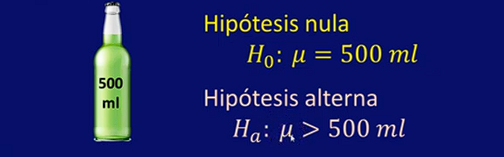 500
ml
Hipótesis nula
H₀: μ = 500 ml
Hipótesis alterna
Hₐ: μ > 500 ml